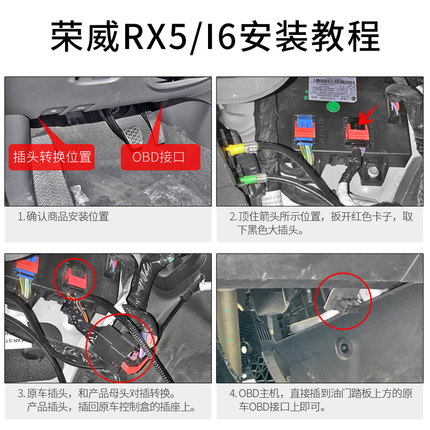 荣威RX5/I6安装教程
插头转换位置
OBD接口
1.确认商品安装位置
2.顶住箭头所示位置，扳开红色卡子，取
下黑色大插头。
3.原车插头，和产品母头对插转换。
产品插头，插回原车控制盒的插座上。
4.OBD主机，直接插到油门踏板上方的原
车OBD接口上即可。